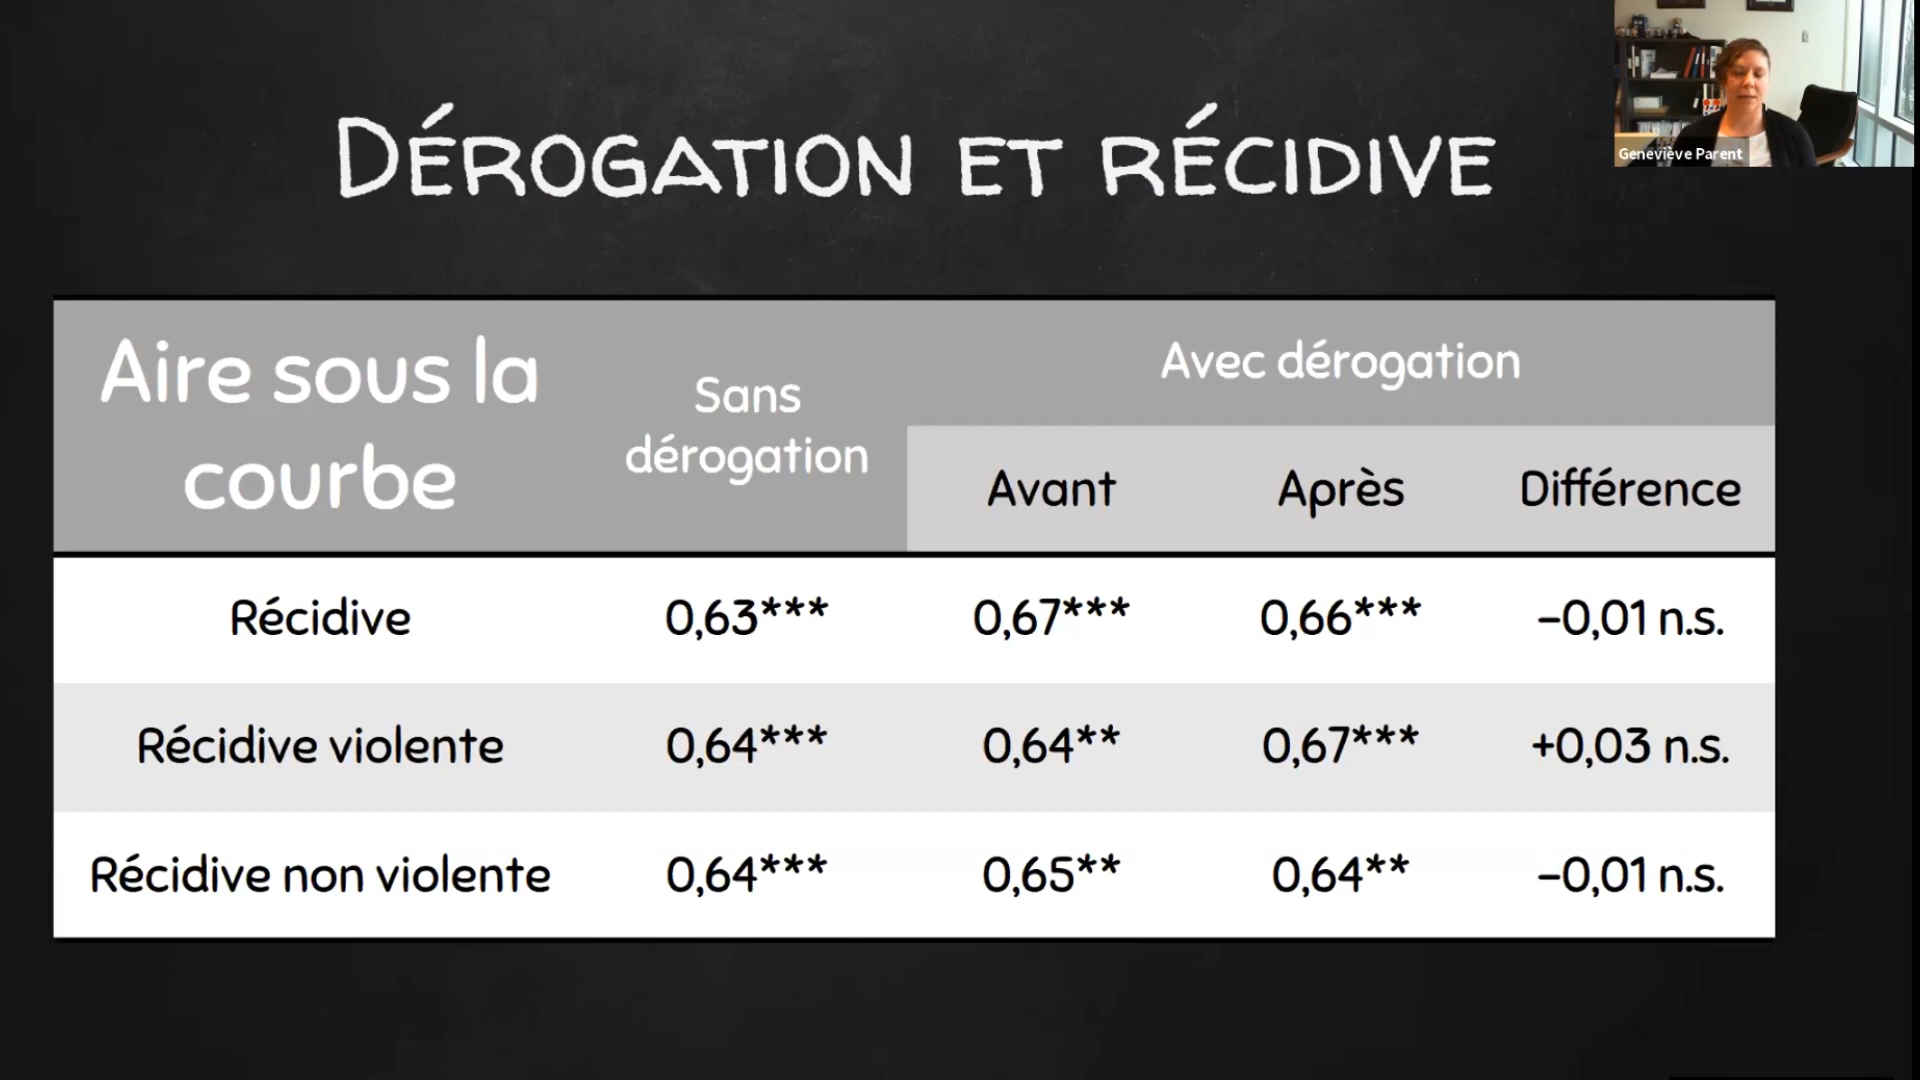 DÉROGATION ET RÉCIDIVE
Geneviève Parent
Aire sous la
courbe
Sans
dérogation
Avec dérogation
Avant Après Différence
Récidive 0,63*** 0,67*** 0,66*** –0,01 n.s.
Récidive violente 0,64*** 0,64** 0,67*** +0,03 n.s.
Récidive non violente 0,64*** 0,65** 0,64** –0,01 n.s.